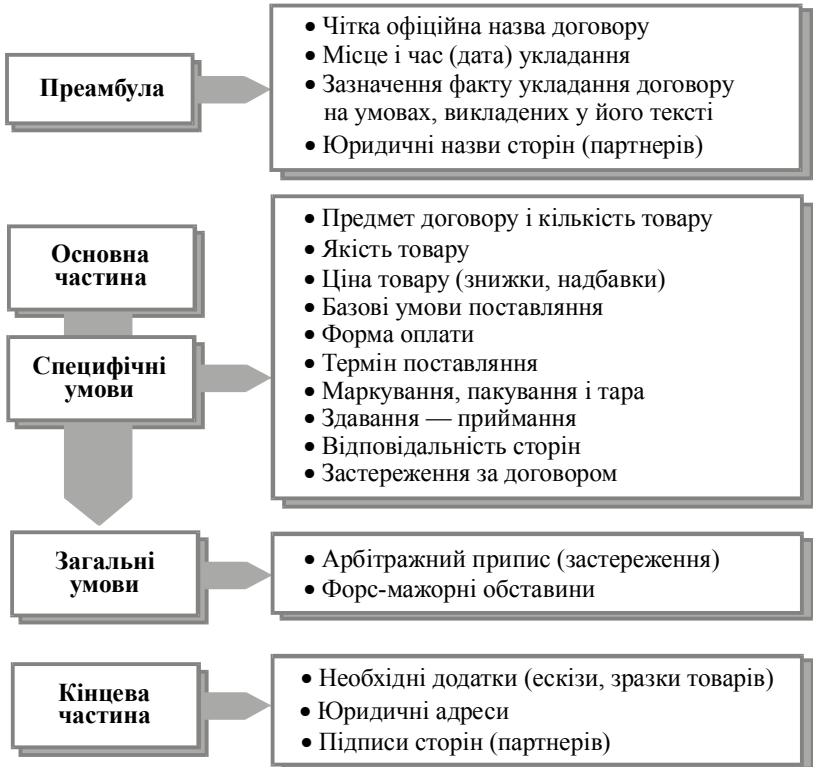 Преамбула
• Чітка офіційна назва договору
• Місце і час (дата) укладання
• Зазначення факту укладання договору
на умовах, викладених у його тексті
• Юридичні назви сторін (партнерів)
Основна
частина
Специфічні
умови
• Предмет договору і кількість товару
• Якість товару
• Ціна товару (знижки, надбавки)
• Базові умови поставляння
• Форма оплати
• Термін поставляння
• Маркування, пакування і тара
• Здавання — приймання
• Відповідальність сторін
• Застереження за договором
Загальні
умови
• Арбітражний припис (застереження)
• Форс-мажорні обставини
Кінцева
частина
• Необхідні додатки (ескізи, зразки товарів)
• Юридичні адреси
• Підписи сторін (партнерів)